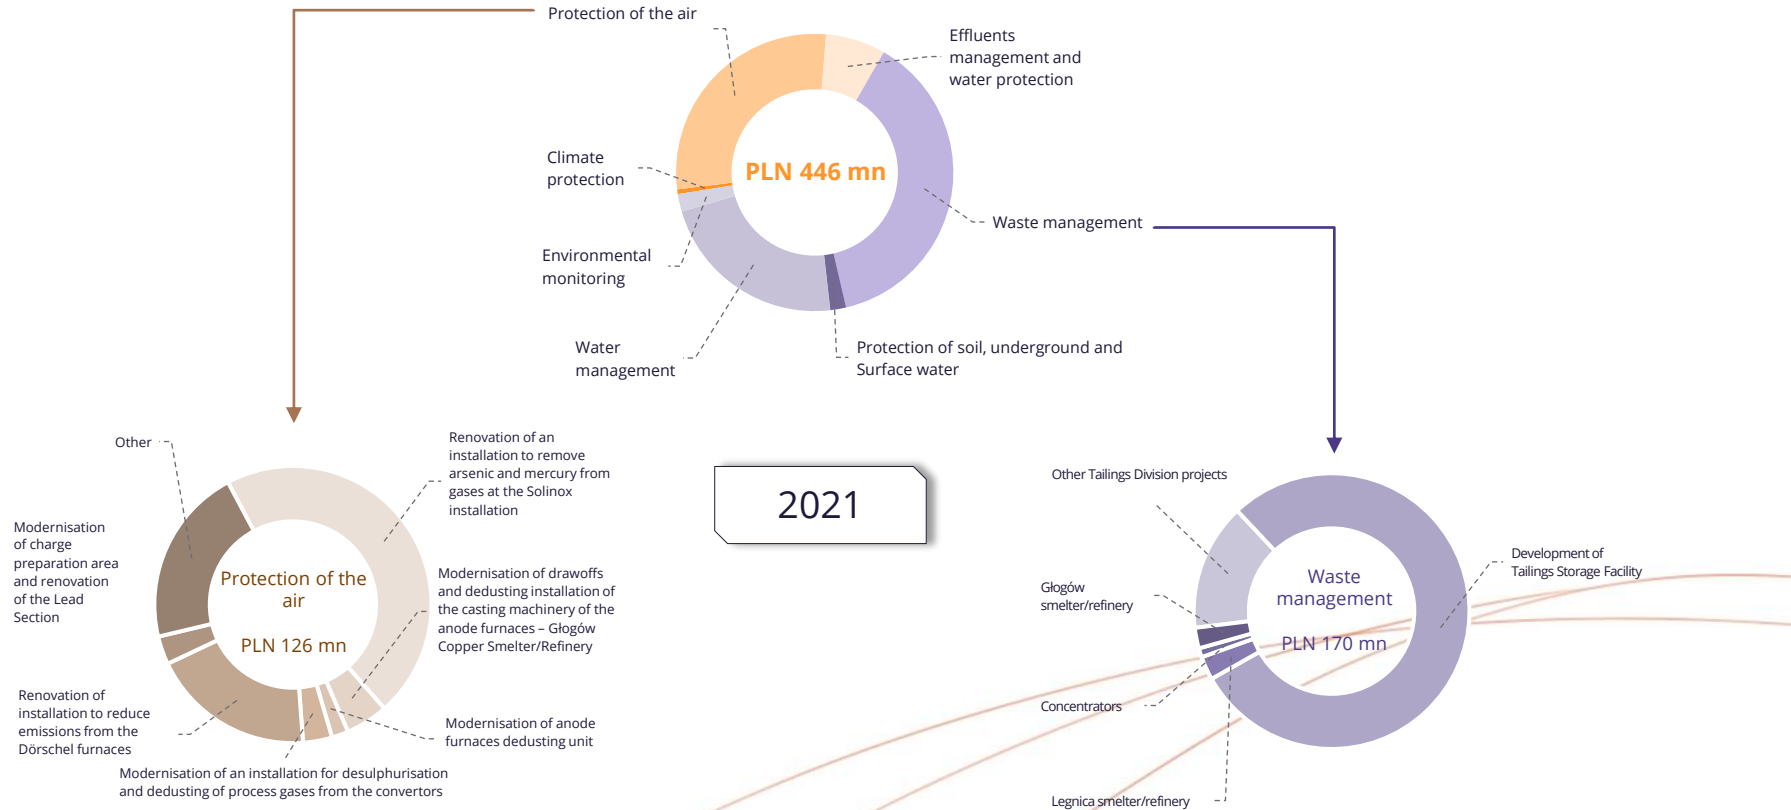 Protection of the air
Effluents
management and
water protection
PLN 446 mn
Climate
protection
Waste management
Environmental
monitoring
Water
management
Protection of soil, underground and
Surface water
Other
Renovation of an
installation to remove
arsenic and mercury from
gases at the Solinox
installation
Modernisation
of charge
preparation area
and renovation
of the Lead
Section
Protection of the
air
PLN 126 mn
Modernisation of drawoffs
and dedusting installation of
the casting machinery of the
anode furnaces – Głogów
Copper Smelter/Refinery
Renovation of
installation to reduce
emissions from the
Dörschel furnaces
Modernisation of anode
furnaces dedusting unit
Modernisation of an installation for desulphurisation
and dedusting of process gases from the convertors
2021
Other Tailings Division projects
Development of
Tailings Storage Facility
Głogów
smelter/refinery
Waste
management
PLN 170 mn
Concentrators
Legnica smelter/refinery